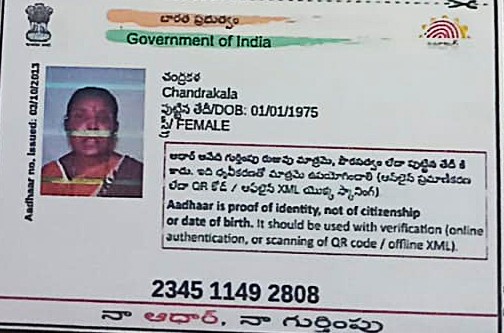 భారత ప్రభుత్వం
Government of India
Aadhaar no. issued: 02/10/2013
చంద్రకళ
Chandrakala
పుట్టిన తేదీ/DOB: 01/01/1975
స్త్రీ/ FEMALE
ఆధార్ అనేది గుర్తింపు రుజువు మాత్రమే, పౌరసత్వం లేదా పుట్టిన తేదీ కి
కాదు. ఇది ధృవీకరణతో మాత్రమే ఉపయోగించాలి (ఆన్‌లైన్ ప్రమాణీకరణ
లేదా QR కోడ్ / ఆఫ్‌లైన్ XML యొక్క స్కానింగ్).
Aadhaar is proof of identity, not of citizenship
or date of birth. It should be used with verification (online
authentication, or scanning of QR code / offline XML).
2345 1149 2808
నా ఆధార్, నా గుర్తింపు